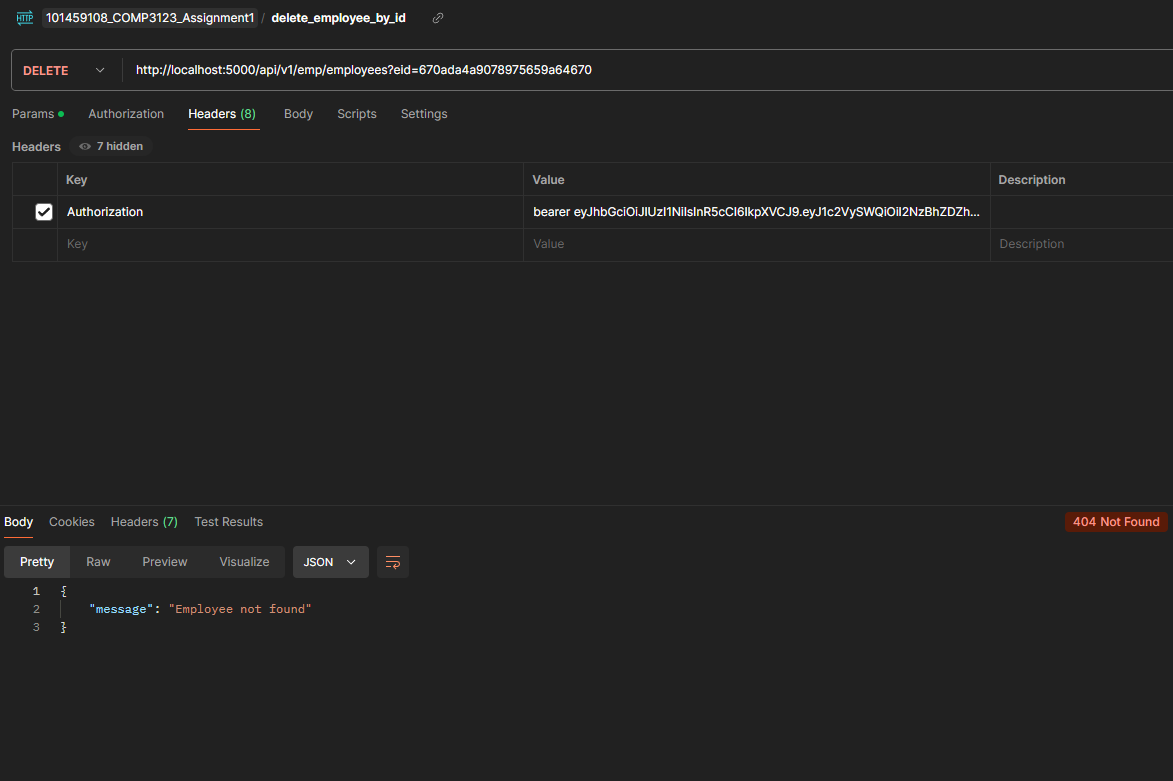 HTTP 101459108_COMP3123_Assignment1 / delete_employee_by_id
DELETE http://localhost:5000/api/v1/emp/employees?eid=670ada4a9078975659a64670
Params Authorization Headers (8) Body Scripts Settings
Headers 7 hidden
Key Value Description
Authorization bearer eyJhbGciOiJIUzI1NiIsInR5cCI6IkpXVCJ9.eyJ1c2VySWQiOiI2NzBhZDZh...
Key Value Description
Body Cookies Headers (7) Test Results 404 Not Found
Pretty Raw Preview Visualize JSON
1 {
2 "message": "Employee not found"
3 }